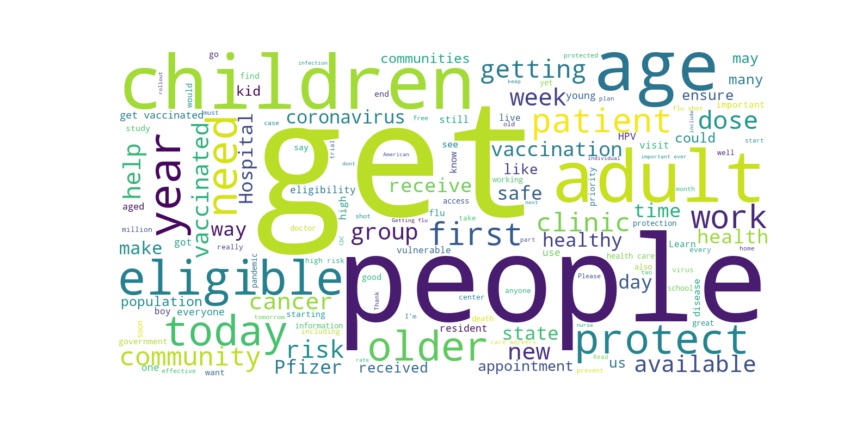 go
infection
communities
protected
getting
age
may
find
keep
yet
many
rollout
children
would
kid
end
week
young
plan
ensure
get vaccinated
must
coronavirus
case
free
live
old
patient
flu shot
important
dose
study
say
still
HPV
include
could
start
help
year
vaccinated
need
Hospital
trial
dont
American
get
see
know
vaccination
visit
individual
important ever
well
eligibility
high
receive
like
working
safe
adult
priority
month
aged
shot
access
next
million
way
doctor
Getting flu
flu
take
clinic
time
work
protection
make
got
really
cdc
group
first
part
healthy
health
Learn
every
pandemic
vulnerable
use
health care
home
eligible
high risk
good
people
Please
also
virus
two
day
school
disease
population
cancer
Thank
center
anyone
boy
everyone
starting
tomorrow
I'm
death
great
soon
today
information
resident
state
nurse
protect
government
including
older
care workers
community
risk
new
Read
us
available
one
want
Pfizer
received
rate
appointment
prevent
effective